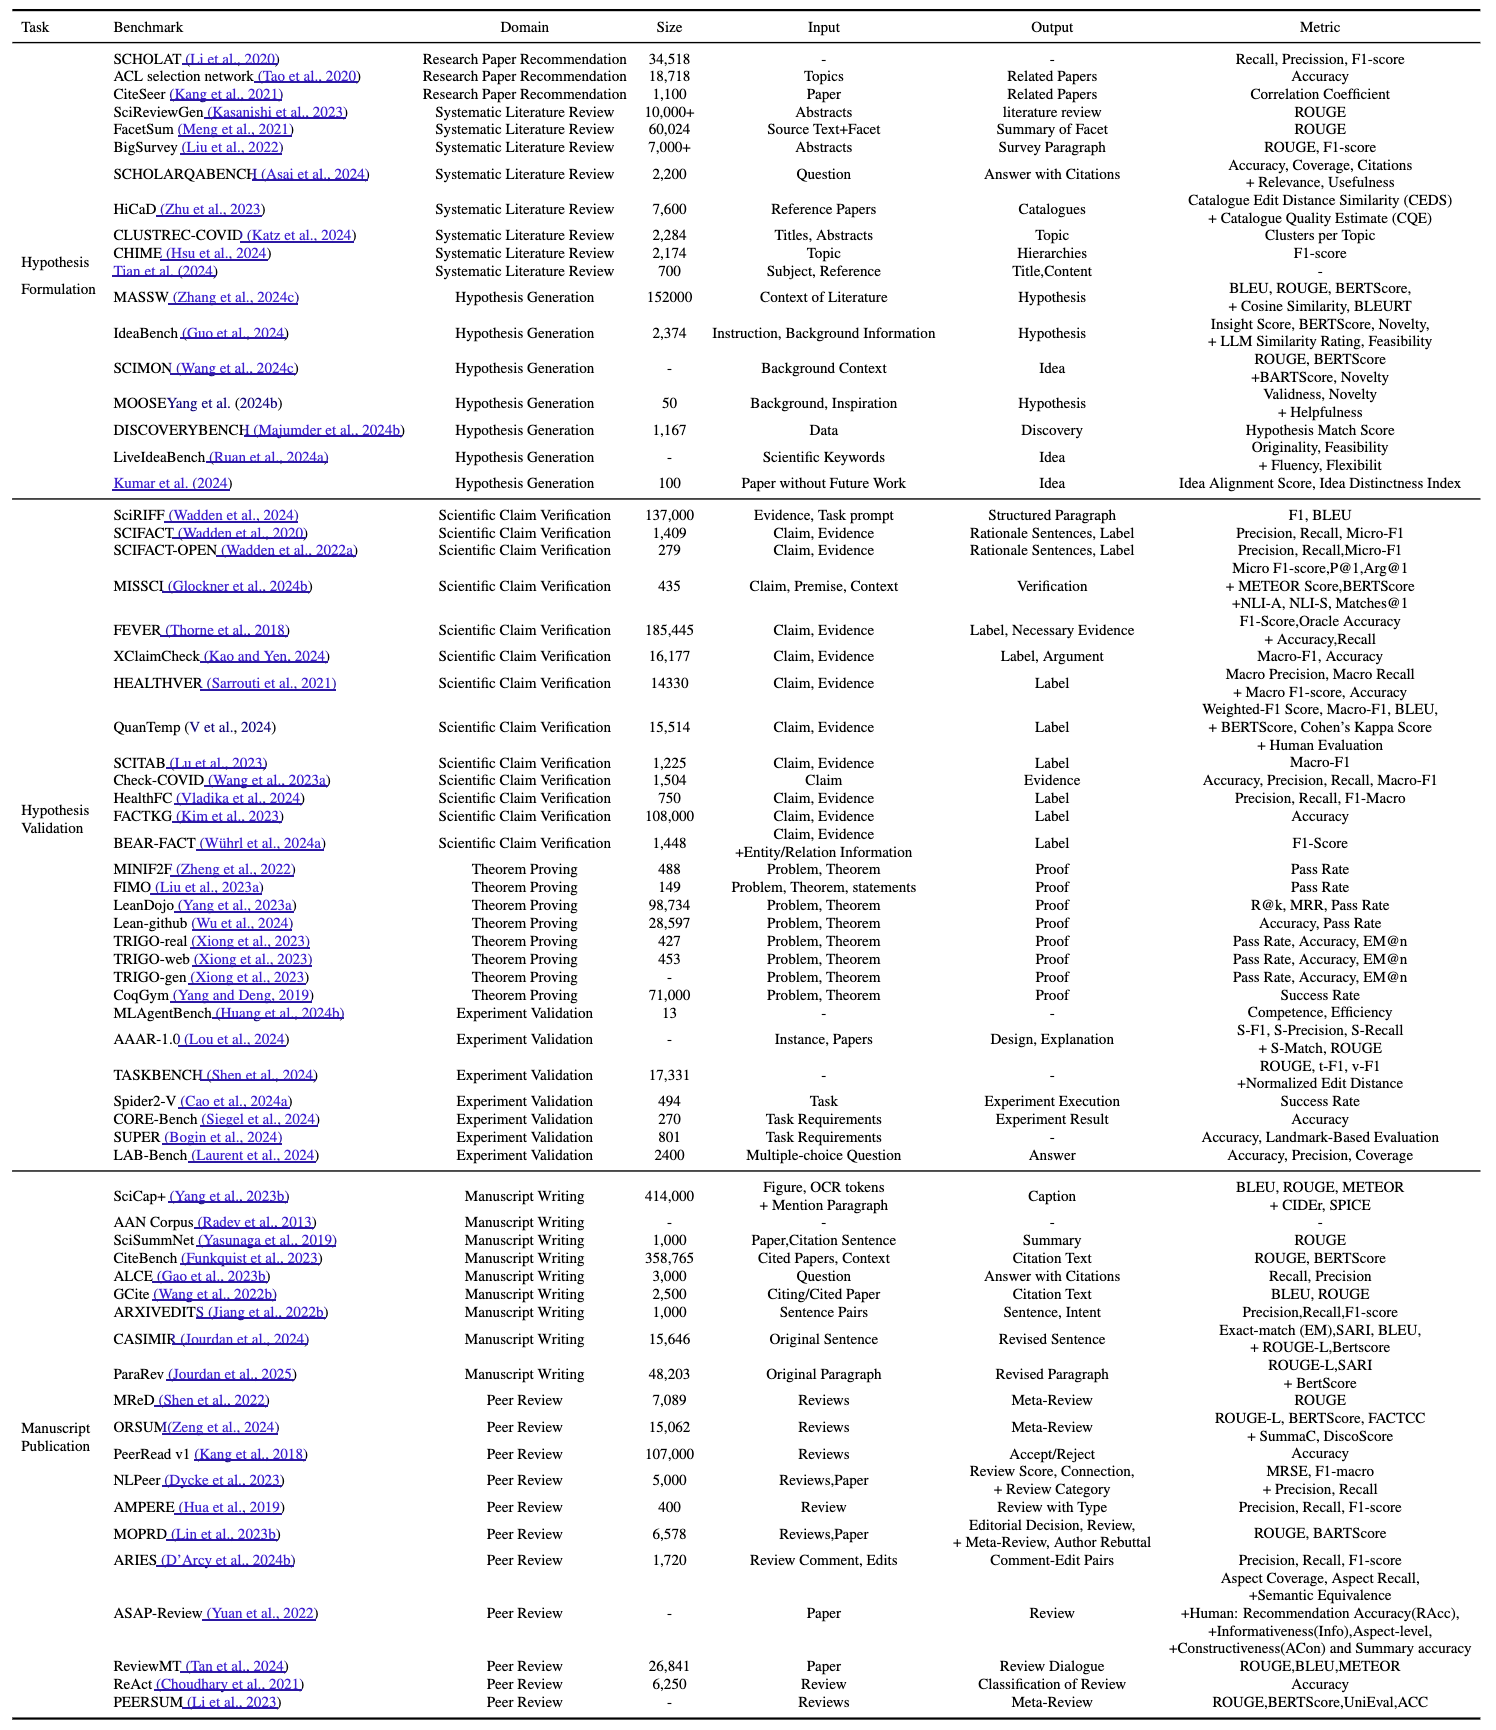 Task Benchmark Domain Size Input Output Metric
SCHOLAT (Li et al., 2020) Research Paper Recommendation 34,518 - - Recall, Precission, F1-score
ACL selection network (Tao et al., 2020) Research Paper Recommendation 18,718 Topics Related Papers Accuracy
CiteSeer (Kang et al., 2021) Research Paper Recommendation 1,100 Paper Related Papers Correlation Coefficient
SciReviewGen (Kasanishi et al., 2023) Systematic Literature Review 10,000+ Abstracts literature review ROUGE
FacetSum (Meng et al., 2021) Systematic Literature Review 60,024 Source Text+Facet Summary of Facet ROUGE
BigSurvey (Liu et al., 2022) Systematic Literature Review 7,000+ Abstracts Survey Paragraph ROUGE, F1-score
SCHOLARQABENCH (Asai et al., 2024) Systematic Literature Review 2,200 Question Answer with Citations Accuracy, Coverage, Citations
+ Relevance, Usefulness
HiCaD (Zhu et al., 2023) Systematic Literature Review 7,600 Reference Papers Catalogues Catalogue Edit Distance Similarity (CEDS)
+ Catalogue Quality Estimate (CQE)
CLUSTREC-COVID (Katz et al., 2024) Systematic Literature Review 2,284 Titles, Abstracts Topic Clusters per Topic
CHIME (Hsu et al., 2024) Systematic Literature Review 2,174 Topic Hierarchies F1-score
Hypothesis
Formulation
Tian et al. (2024) Systematic Literature Review 700 Subject, Reference Title,Content -
MASSW (Zhang et al., 2024c) Hypothesis Generation 152000 Context of Literature Hypothesis BLEU, ROUGE, BERTScore,
+ Cosine Similarity, BLEURT
IdeaBench (Guo et al., 2024) Hypothesis Generation 2,374 Instruction, Background Information Hypothesis Insight Score, BERTScore, Novelty,
+ LLM Similarity Rating, Feasibility
SCIMON (Wang et al., 2024c) Hypothesis Generation - Background Context Idea ROUGE, BERTScore
+BARTScore, Novelty
MOOSEYang et al. (2024b) Hypothesis Generation 50 Background, Inspiration Hypothesis Validness, Novelty
+ Helpfulness
DISCOVERYBENCH (Majumder et al., 2024b) Hypothesis Generation 1,167 Data Discovery Hypothesis Match Score
LiveIdeaBench (Ruan et al., 2024a) Hypothesis Generation - Scientific Keywords Idea Originality, Feasibility
+ Fluency, Flexibilit
Kumar et al. (2024) Hypothesis Generation 100 Paper without Future Work Idea Idea Alignment Score, Idea Distinctness Index
SciRIFF (Wadden et al., 2024) Scientific Claim Verification 137,000 Evidence, Task prompt Structured Paragraph F1, BLEU
SCIFACT (Wadden et al., 2020) Scientific Claim Verification 1,409 Claim, Evidence Rationale Sentences, Label Precision, Recall, Micro-F1
SCIFACT-OPEN (Wadden et al., 2022a) Scientific Claim Verification 279 Claim, Evidence Rationale Sentences, Label Precision, Recall,Micro-F1
MISSCI (Glockner et al., 2024b) Scientific Claim Verification 435 Claim, Premise, Context Verification Micro F1-score,P@1,Arg@1
+ METEOR Score,BERTScore
+NLI-A, NLI-S, Matches@1
FEVER (Thorne et al., 2018) Scientific Claim Verification 185,445 Claim, Evidence Label, Necessary Evidence F1-Score,Oracle Accuracy
+ Accuracy,Recall
XClaimCheck (Kao and Yen, 2024) Scientific Claim Verification 16,177 Claim, Evidence Label, Argument Macro-F1, Accuracy
HEALTHVER (Sarrouti et al., 2021) Scientific Claim Verification 14330 Claim, Evidence Label Macro Precision, Macro Recall
+ Macro F1-score, Accuracy
QuanTemp (V et al., 2024) Scientific Claim Verification 15,514 Claim, Evidence Label Weighted-F1 Score, Macro-F1, BLEU,
+ BERTScore, Cohen's Kappa Score
+ Human Evaluation
SCITAB (Lu et al., 2023) Scientific Claim Verification 1,225 Claim, Evidence Label Macro-F1
Check-COVID (Wang et al., 2023a) Scientific Claim Verification 1,504 Claim Evidence Accuracy, Precision, Recall, Macro-F1
HealthFC (Vladika et al., 2024) Scientific Claim Verification 750 Claim, Evidence Label Precision, Recall, F1-Macro
Hypothesis
Validation
FACTKG (Kim et al., 2023) Scientific Claim Verification 108,000 Claim, Evidence Label Accuracy
BEAR-FACT (Wührl et al., 2024a) Scientific Claim Verification 1,448 Claim, Evidence
+Entity/Relation Information Label F1-Score
MINIF2F (Zheng et al., 2022) Theorem Proving 488 Problem, Theorem Proof Pass Rate
FIMO (Liu et al., 2023a) Theorem Proving 149 Problem, Theorem, statements Proof Pass Rate
LeanDojo (Yang et al., 2023a) Theorem Proving 98,734 Problem, Theorem Proof R@k, MRR, Pass Rate
Lean-github (Wu et al., 2024) Theorem Proving 28,597 Problem, Theorem Proof Accuracy, Pass Rate
TRIGO-real (Xiong et al., 2023) Theorem Proving 427 Problem, Theorem Proof Pass Rate, Accuracy, EM@n
TRIGO-web (Xiong et al., 2023) Theorem Proving 453 Problem, Theorem Proof Pass Rate, Accuracy, EM@n
TRIGO-gen (Xiong et al., 2023) Theorem Proving - Problem, Theorem Proof Pass Rate, Accuracy, EM@n
CoqGym (Yang and Deng, 2019) Theorem Proving 71,000 Problem, Theorem Proof Success Rate
MLAgentBench (Huang et al., 2024b) Experiment Validation 13 - - Competence, Efficiency
AAAR-1.0 (Lou et al., 2024) Experiment Validation - Instance, Papers Design, Explanation S-F1, S-Precision, S-Recall
+ S-Match, ROUGE
TASKBENCH (Shen et al., 2024) Experiment Validation 17,331 - - ROUGE, t-F1, v-F1
+Normalized Edit Distance
Spider2-V (Cao et al., 2024a) Experiment Validation 494 Task Experiment Execution Success Rate
CORE-Bench (Siegel et al., 2024) Experiment Validation 270 Task Requirements Experiment Result Accuracy
SUPER (Bogin et al., 2024) Experiment Validation 801 Task Requirements - Accuracy, Landmark-Based Evaluation
LAB-Bench (Laurent et al., 2024) Experiment Validation 2400 Multiple-choice Question Answer Accuracy, Precision, Coverage
SciCap+ (Yang et al., 2023b) Manuscript Writing 414,000 Figure, OCR tokens
+ Mention Paragraph Caption BLEU, ROUGE, METEOR
+ CIDEr, SPICE
AAN Corpus (Radev et al., 2013) Manuscript Writing - - - -
SciSummNet (Yasunaga et al., 2019) Manuscript Writing 1,000 Paper,Citation Sentence Summary ROUGE
CiteBench (Funkquist et al., 2023) Manuscript Writing 358,765 Cited Papers, Context Citation Text ROUGE, BERTScore
ALCE (Gao et al., 2023b) Manuscript Writing 3,000 Question Answer with Citations Recall, Precision
GCite (Wang et al., 2022b) Manuscript Writing 2,500 Citing/Cited Paper Citation Text BLEU, ROUGE
ARXIVEDITS (Jiang et al., 2022b) Manuscript Writing 1,000 Sentence Pairs Sentence, Intent Precision,Recall,F1-score
CASIMIR (Jourdan et al., 2024) Manuscript Writing 15,646 Original Sentence Revised Sentence Exact-match (EM),SARI, BLEU,
+ ROUGE-L,Bertscore
ParaRev (Jourdan et al., 2025) Manuscript Writing 48,203 Original Paragraph Revised Paragraph ROUGE-L,SARI
+ BertScore
MReD (Shen et al., 2022) Peer Review 7,089 Reviews Meta-Review ROUGE
Manuscript
Publication
ORSUM(Zeng et al., 2024) Peer Review 15,062 Reviews Meta-Review ROUGE-L, BERTScore, FACTCC
+ SummaC, DiscoScore
PeerRead v1 (Kang et al., 2018) Peer Review 107,000 Reviews Accept/Reject Accuracy
NLPeer (Dycke et al., 2023) Peer Review 5,000 Reviews,Paper Review Score, Connection,
+ Review Category MRSE, F1-macro
+ Precision, Recall
AMPERE (Hua et al., 2019) Peer Review 400 Review Review with Type Precision, Recall, F1-score
MOPRD (Lin et al., 2023b) Peer Review 6,578 Reviews,Paper Editorial Decision, Review,
+ Meta-Review, Author Rebuttal ROUGE, BARTScore
ARIES (D'Arcy et al., 2024b) Peer Review 1,720 Review Comment, Edits Comment-Edit Pairs Precision, Recall, F1-score
ASAP-Review (Yuan et al., 2022) Peer Review - Paper Review Aspect Coverage, Aspect Recall,
+Semantic Equivalence
+Human: Recommendation Accuracy(RAcc),
+Informativeness(Info),Aspect-level,
+Constructiveness(ACon) and Summary accuracy
ReviewMT (Tan et al., 2024) Peer Review 26,841 Paper Review Dialogue ROUGE,BLEU,METEOR
ReAct (Choudhary et al., 2021) Peer Review 6,250 Review Classification of Review Accuracy
PEERSUM (Li et al., 2023) Peer Review - Reviews Meta-Review ROUGE,BERTScore,UniEval,ACC